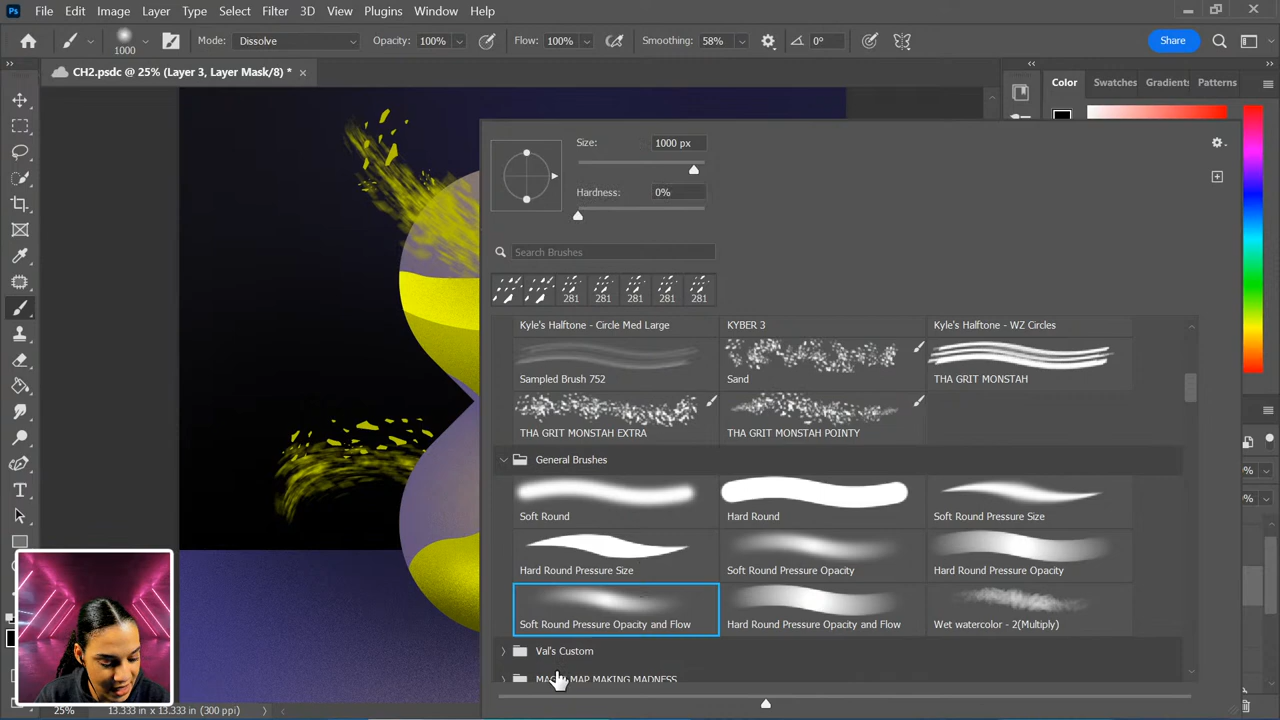 Ps File Edit Image Layer Type Select Filter 3D View Plugins Window Help
1000 Mode: Dissolve Opacity: 100% Flow: 100% Smoothing: 58% 0° Share
CH2.psdc @ 25% (Layer 3, Layer Mask/8) *
Color Swatches Gradients Patterns
Size: 1000 px
Hardness: 0%
Search Brushes
281 281 281 281 281
Kyle's Halftone - Circle Med Large KYBER 3 Kyle's Halftone - WZ Circles
Sampled Brush 752 Sand THA GRIT MONSTAH
THA GRIT MONSTAH EXTRA THA GRIT MONSTAH POINTY
General Brushes
Soft Round Hard Round Soft Round Pressure Size
Hard Round Pressure Size Soft Round Pressure Opacity Hard Round Pressure Opacity
Soft Round Pressure Opacity and Flow Hard Round Pressure Opacity and Flow Wet watercolor - 2(Multiply)
Val's Custom
MAP MAKING MADNESS
25% 13.333 in x 13.333 in (300 ppi)